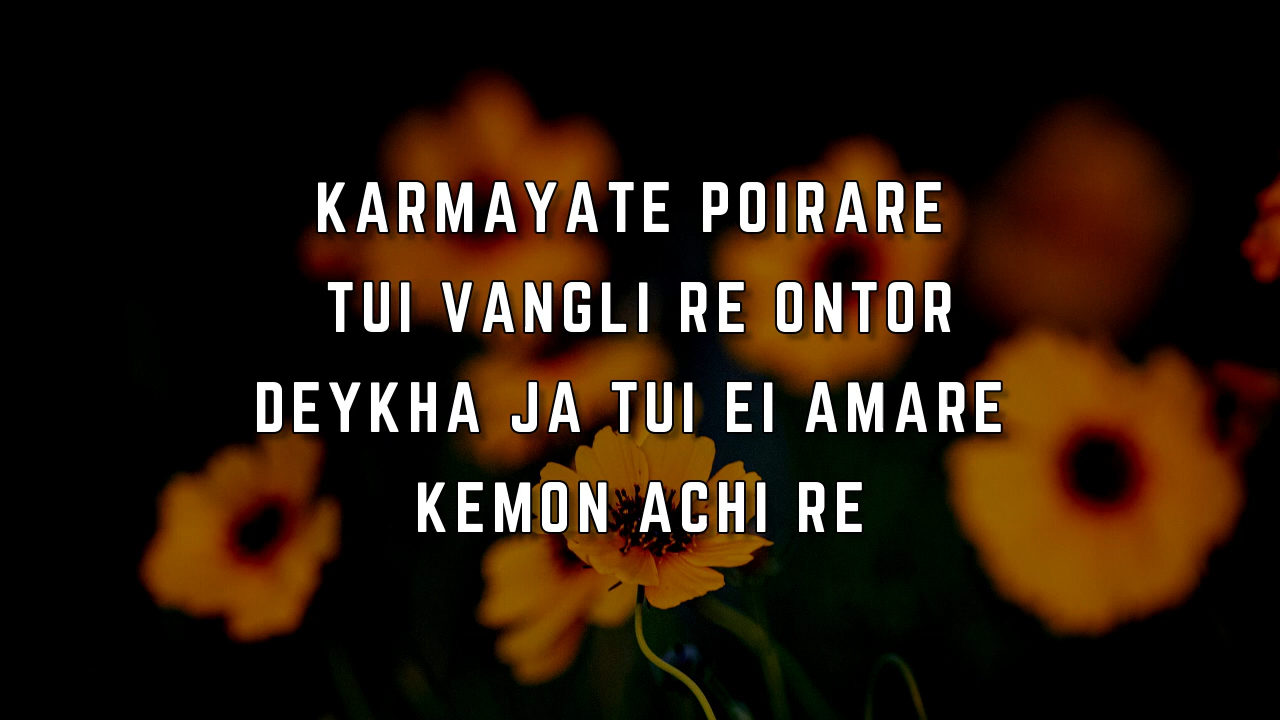 KARMAYATE POIRARE
TUI VANGLI RE ONTOR
DEYKHA JA TUI EI AMARE
KEMON ACHI RE